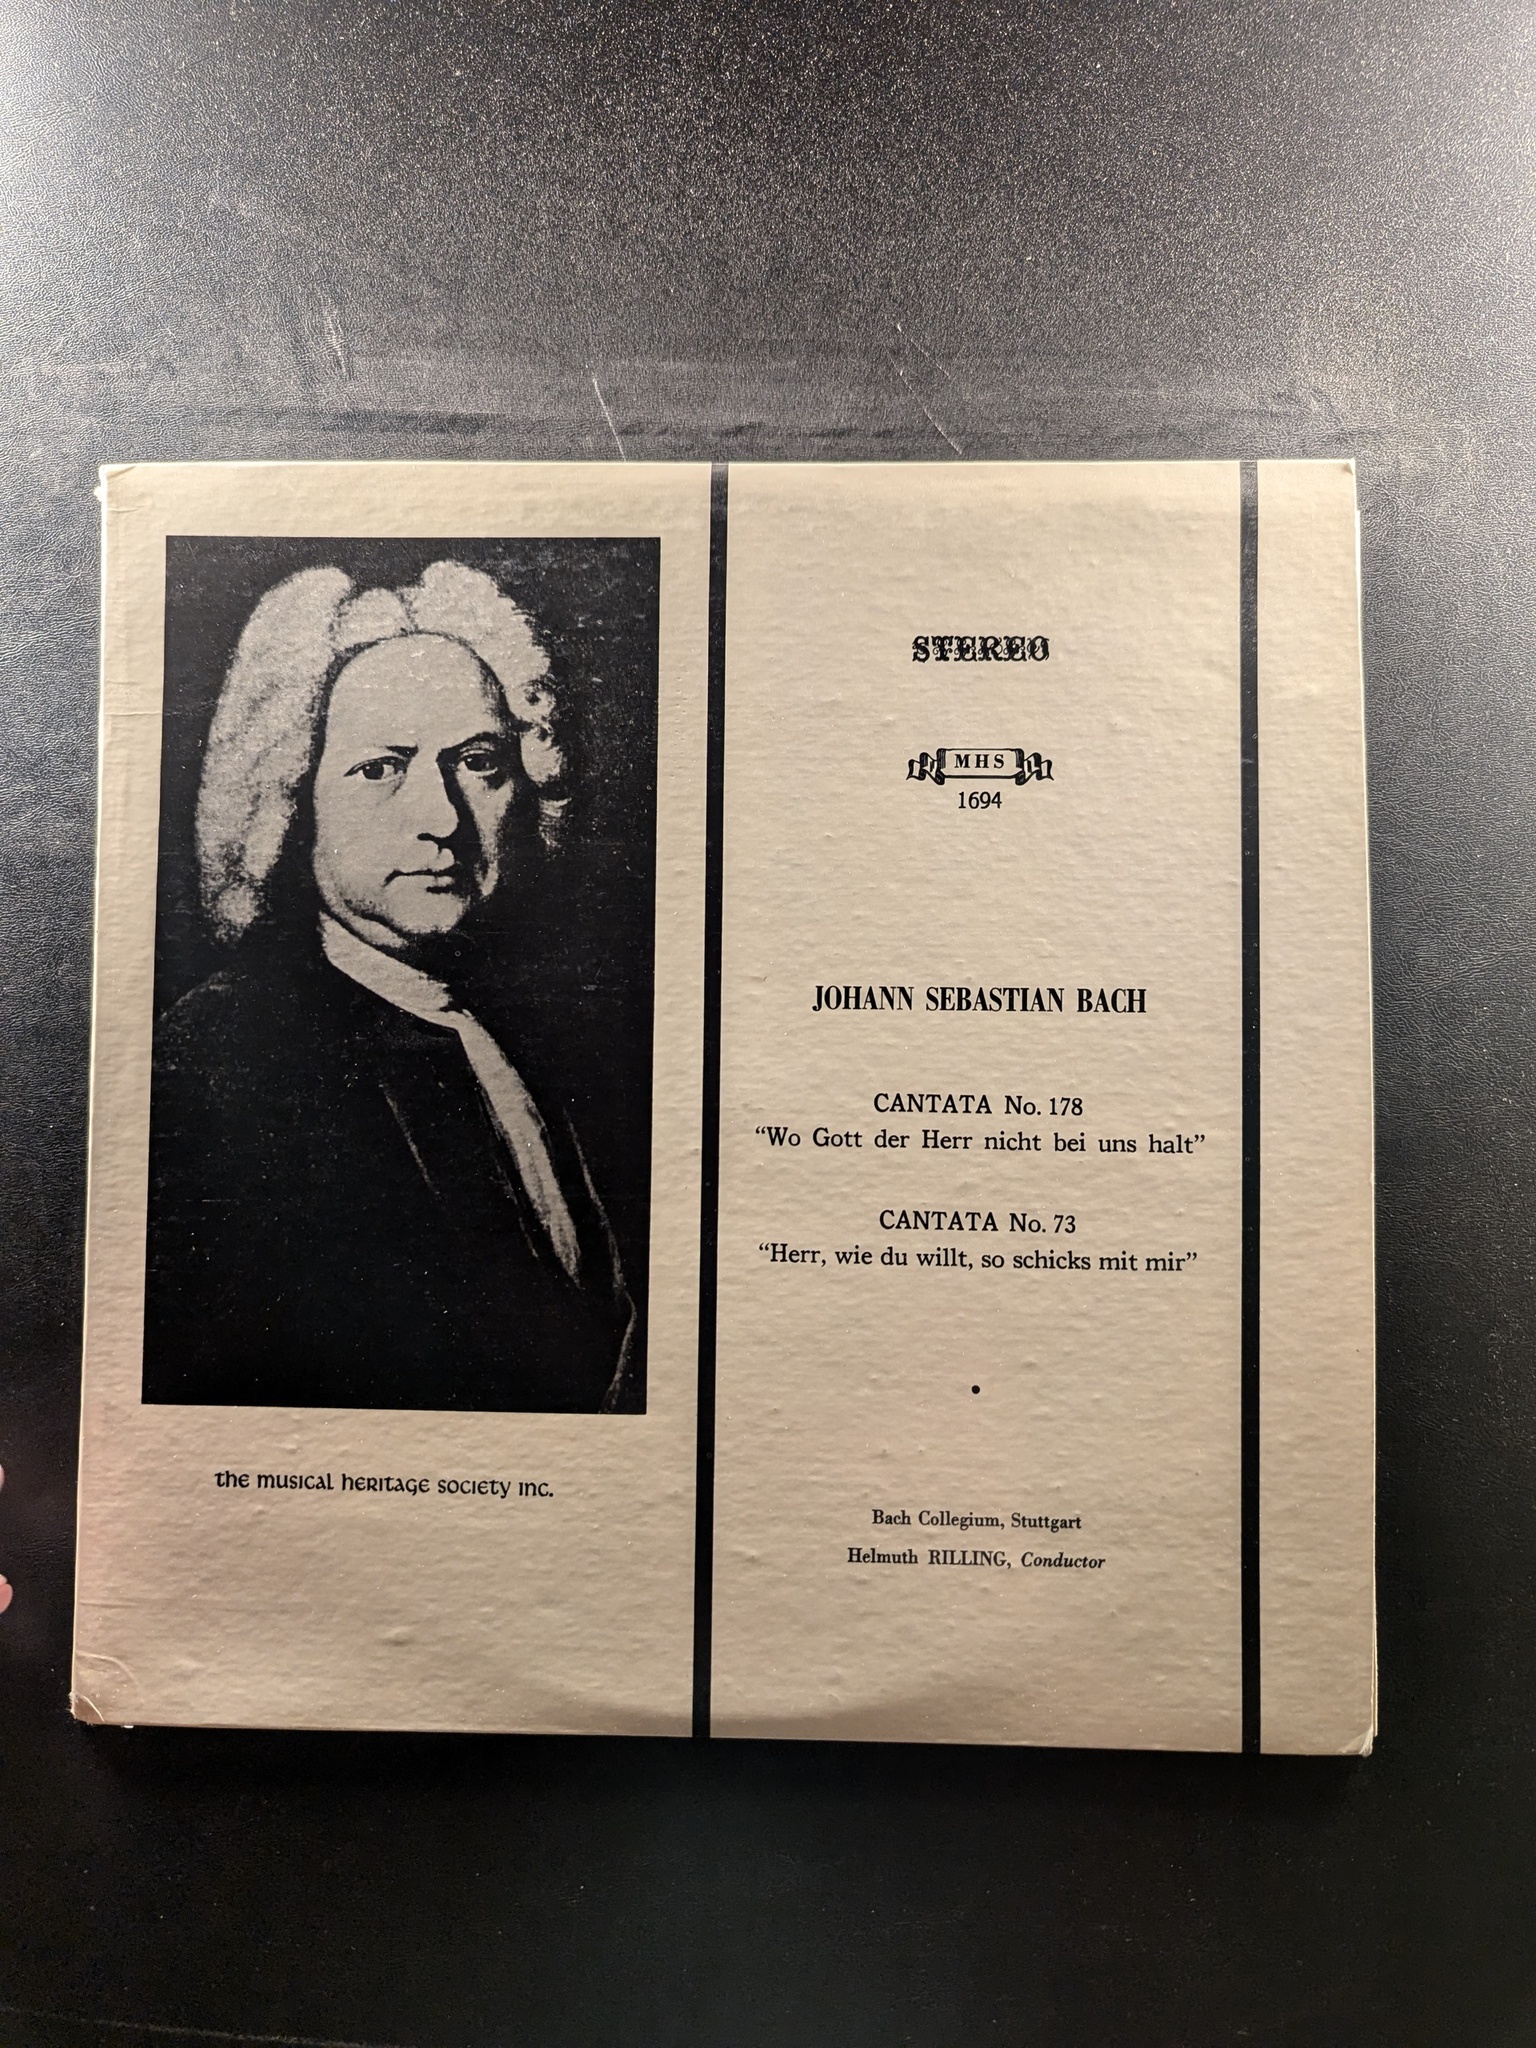 STEREO
MHS
1694
JOHANN SEBASTIAN BACH
CANTATA No. 178
“Wo Gott der Herr nicht bei uns halt”
CANTATA No. 73
“Herr, wie du willt, so schicks mit mir”
the musical heritage society inc.
Bach Collegium, Stuttgart
Helmuth RILLING, Conductor